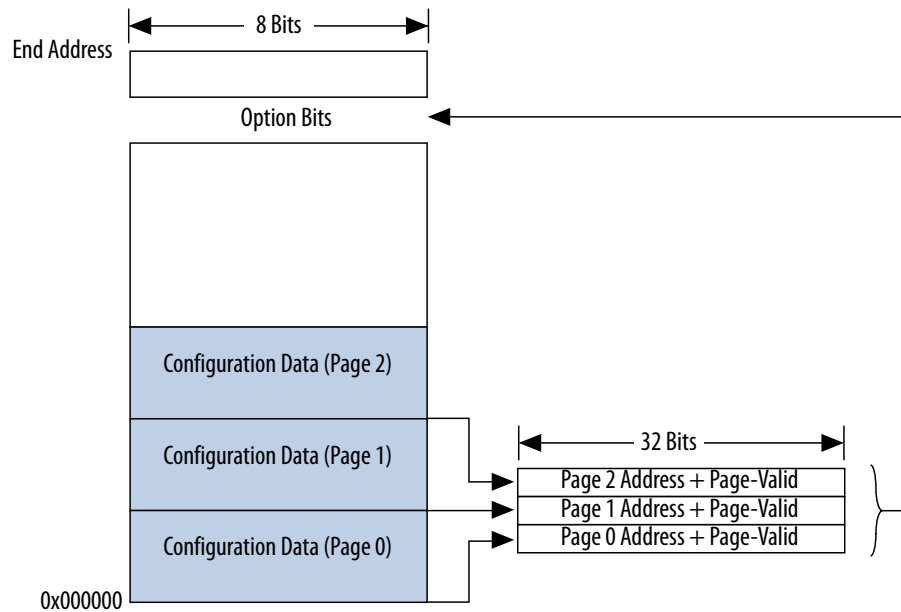 8 Bits
End Address
Option Bits
Configuration Data (Page 2)
Configuration Data (Page 1)
32 Bits
Page 2 Address + Page-Valid
Page 1 Address + Page-Valid
Page 0 Address + Page-Valid
Configuration Data (Page 0)
0x000000